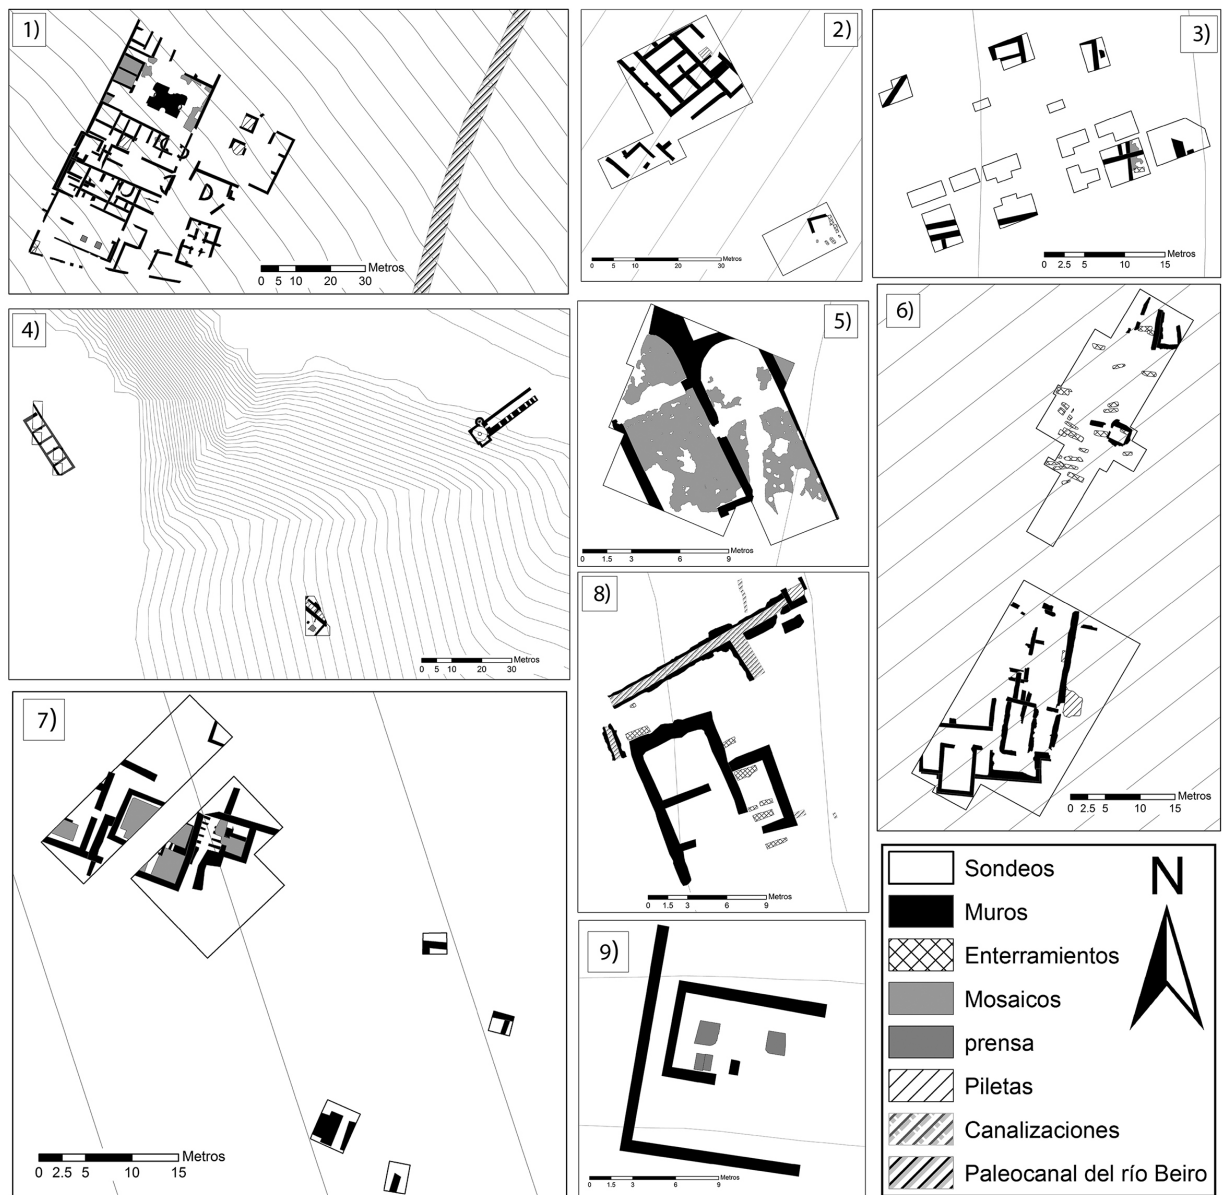 1)
Metros
0 5 10 20 30
2)
Metros
0 5 10 20 30
3)
Metros
0 2.5 5 10 15
4)
Metros
0 5 10 20 30
5)
Metros
0 1.5 3 6 9
6)
Metros
0 2.5 5 10 15
7)
Metros
0 2.5 5 10 15
8)
Metros
0 1.5 3 6 9
9)
Metros
0 1.5 3 6 9
N
Sondeos
Muros
Enterramientos
Mosaicos
prensa
Piletas
Canalizaciones
Paleocanal del río Beiro